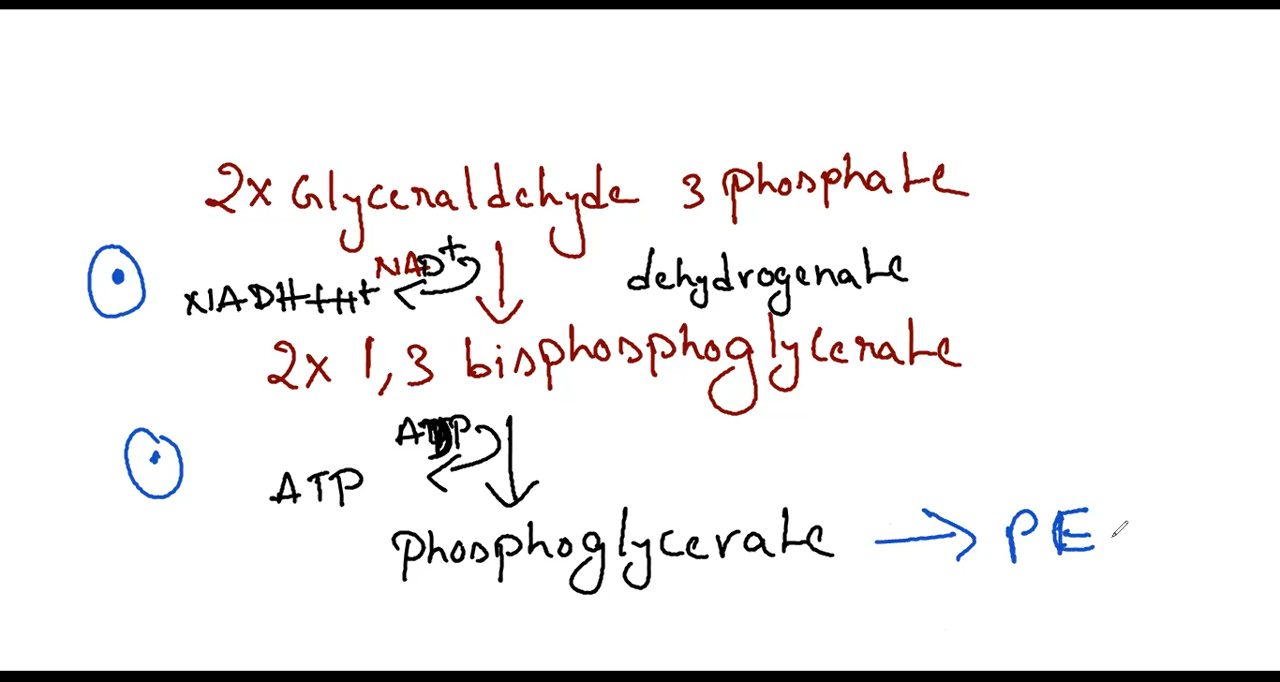 2x Glyceraldehyde 3 phosphate
NAD+
NADH+H+
dehydrogenate
2x 1,3 bisphosphoglycerate
ADP
ATP
Phosphoglycerate → PE